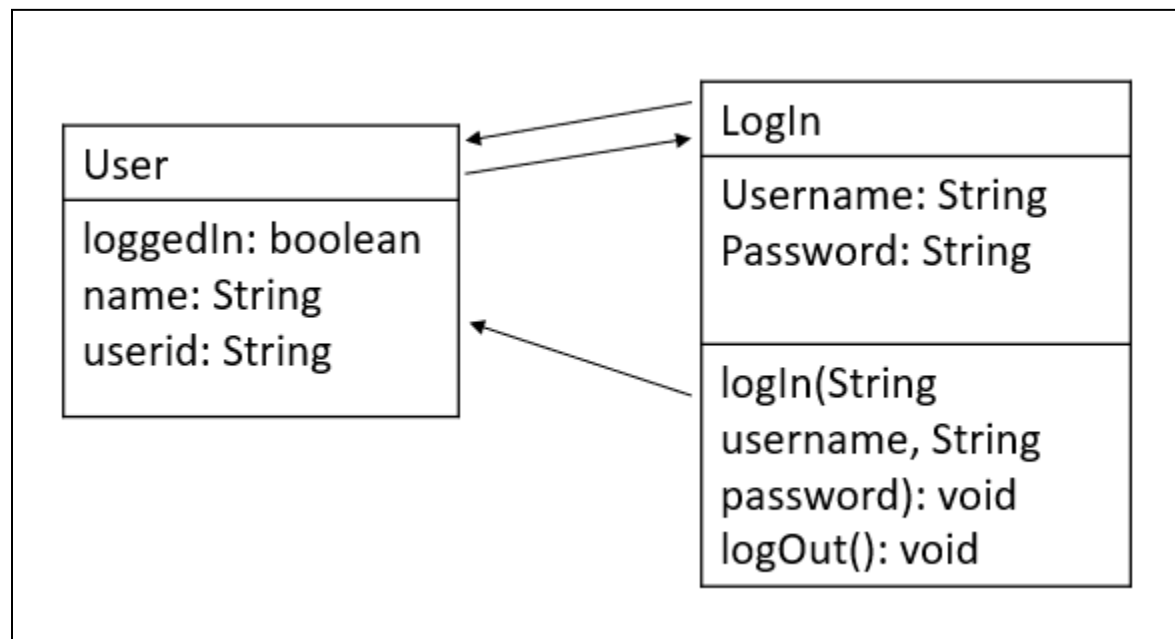 User
loggedIn: boolean
name: String
userid: String
LogIn
Username: String
Password: String
logIn(String
username, String
password): void
logOut(): void